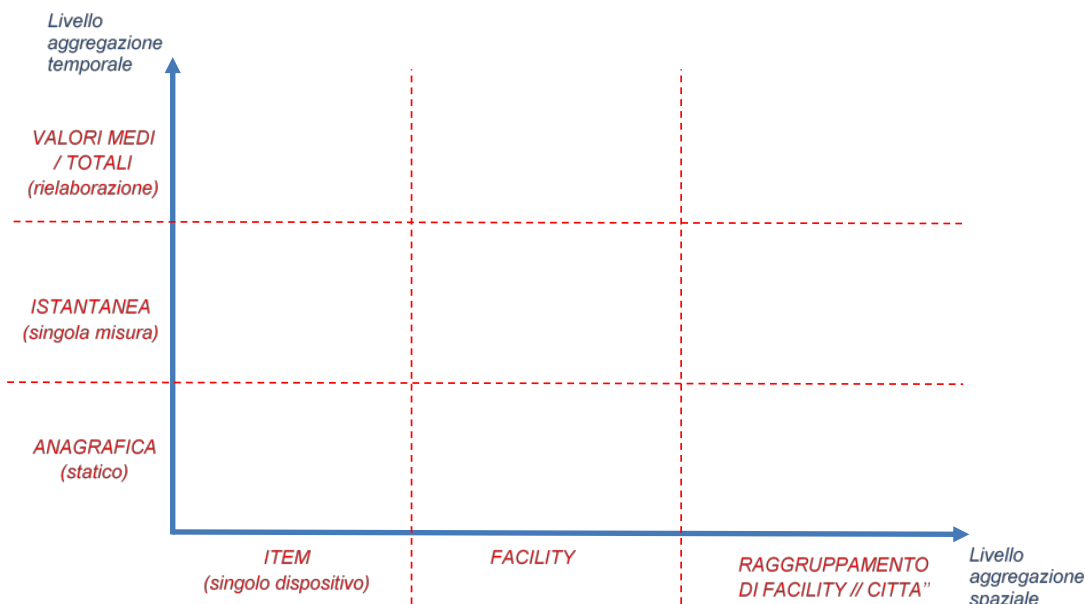 Livello
aggregazione
temporale
VALORI MEDI
/ TOTALI
(rielaborazione)
ISTANTANEA
(singola misura)
ANAGRAFICA
(statico)
ITEM
(singolo dispositivo)
FACILITY
RAGGRUPPAMENTO
DI FACILITY // CITTA”
Livello
aggregazione
spaziale